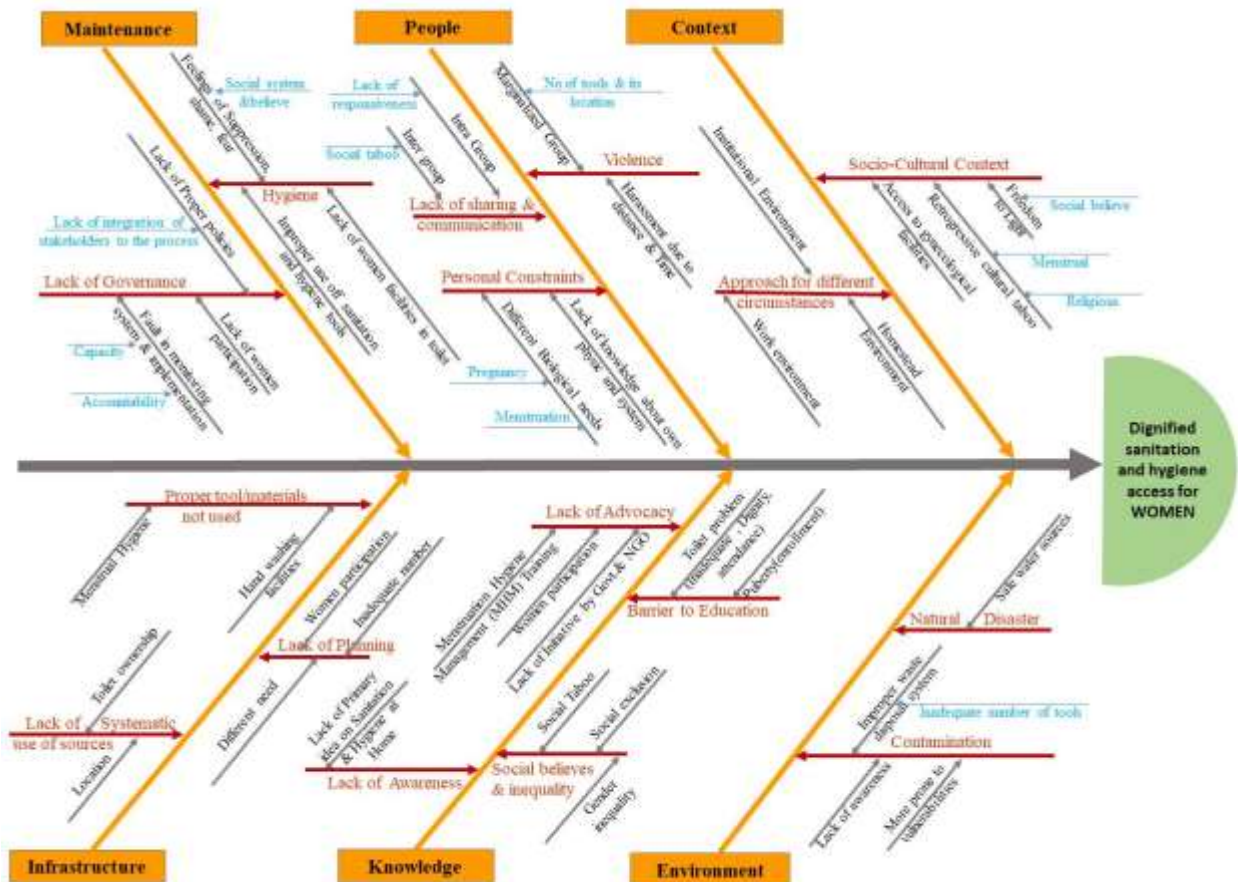 Maintenance
People
Context
Feelings of Suppression,
shame, fear
Social system
&believe
Lack of Proper
policies
Hygiene
Lack of integration of
stakeholders to the process
Improper use off sanitation
and hygiene tools
Lack of women facilities in toilet
Lack of Governance
Fault in monitoring
system & implementation
Lack of women
participation
Capacity
Accountability
Lack of
responsiveness
Social taboo
Inter group
Intra Group
Lack of sharing &
communication
Marginalized Group
No of tools & its
location
Violence
Harassment due to
distance & Time
Personal Constraints
Different Biological needs
Lack of knowledge about own
physic and system
Pregnancy
Menstruation
Institutional Environment
Approach for different
circumstances
Work environment
Homestead
Environment
Socio-Cultural Context
Access to gynecological
facilities
Retrogressive cultural taboo
Freedom
to
Social believe
Menstrual
Religious
Dignified
sanitation
and hygiene
access for
WOMEN
Proper tool/materials
not used
Menstrual Hygiene
Hand washing
facilities
Women participation
Inadequate number
Lack of Planning
Different need
Toilet ownership
Lack of Systematic
use of sources
Location
Infrastructure
Lack of Advocacy
Menstruation Hygiene
Management (MHM) Training
Women participation
Lack of Initiative by Govt.& NGO
Toilet problem
(Inadequate ; Dignity,
attendance)
Puberty(enrollment)
Barrier to Education
Lack of Primary
idea on Sanitation
& Hygiene at
Home
Lack of Awareness
Social Taboo
Social exclusion
Social believes
& inequality
Gender
inequality
Knowledge
Safe water sources
Natural Disaster
Improper waste
disposal system
Inadequate number of tools
Contamination
Lack of awareness
More prone to
vulnerabilities
Environment